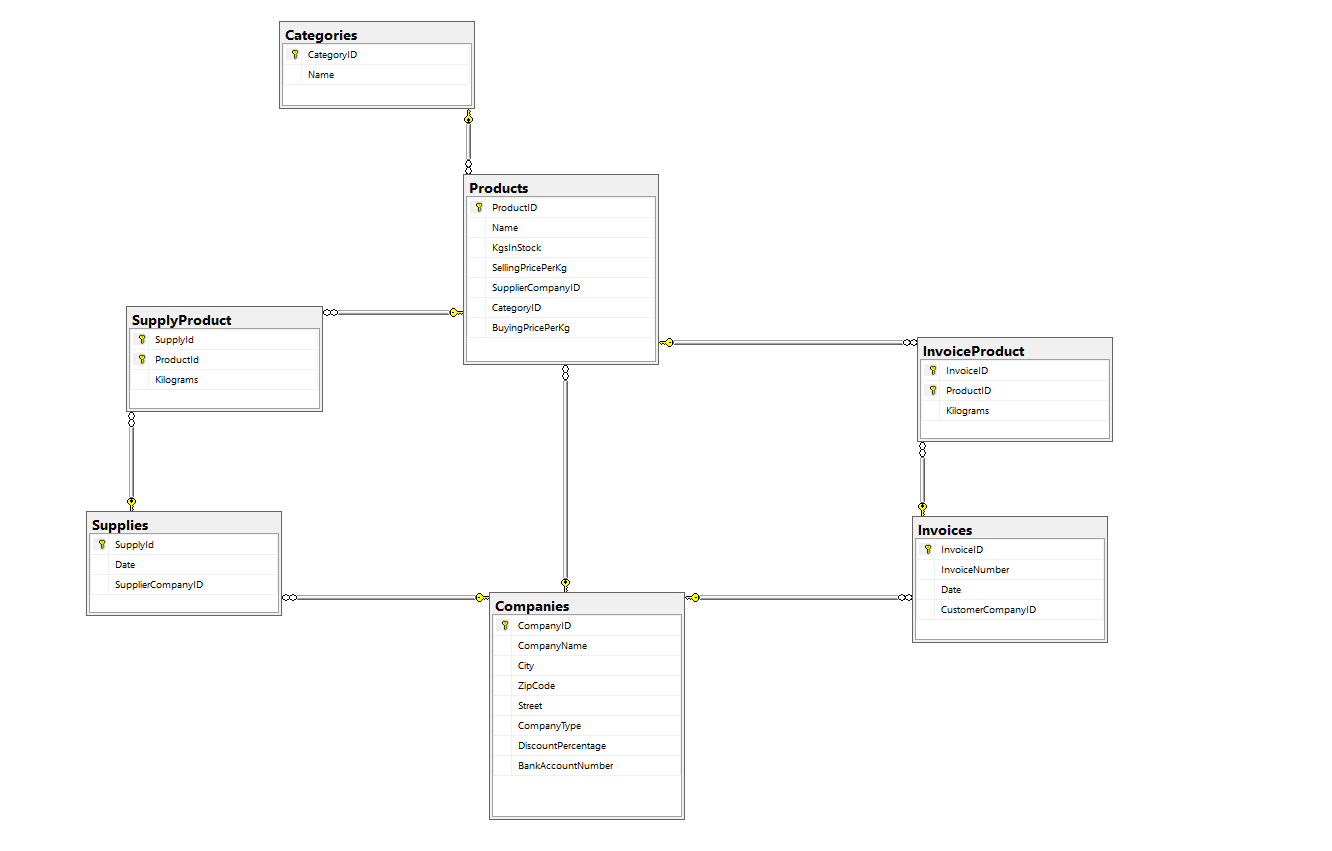 Categories
CategoryID
Name
Products
ProductID
Name
KgsInStock
SellingPricePerKg
SupplierCompanyID
CategoryID
BuyingPricePerKg
SupplyProduct
SupplyId
ProductId
Kilograms
InvoiceProduct
InvoiceID
ProductID
Kilograms
Supplies
SupplyId
Date
SupplierCompanyID
Invoices
InvoiceID
InvoiceNumber
Date
CustomerCompanyID
Companies
CompanyID
CompanyName
City
ZipCode
Street
CompanyType
DiscountPercentage
BankAccountNumber